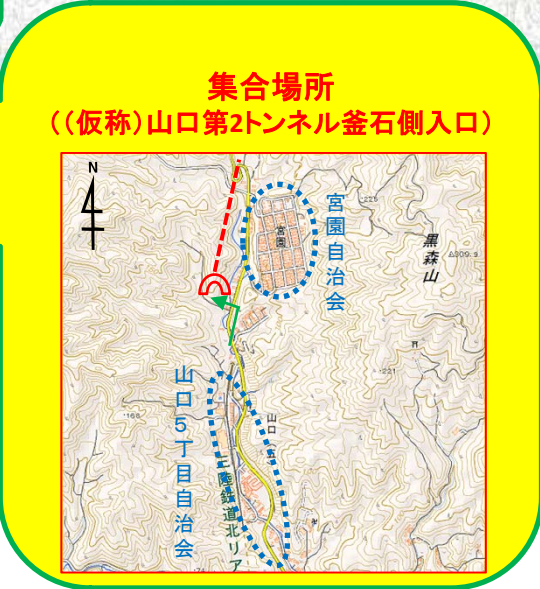 集合場所
((仮称)山口第2トンネル釜石側入口)
N
宮園自治会
宮園
黒森山
山口5丁目自治会
山口
三陸鉄道北リア
·221
·166